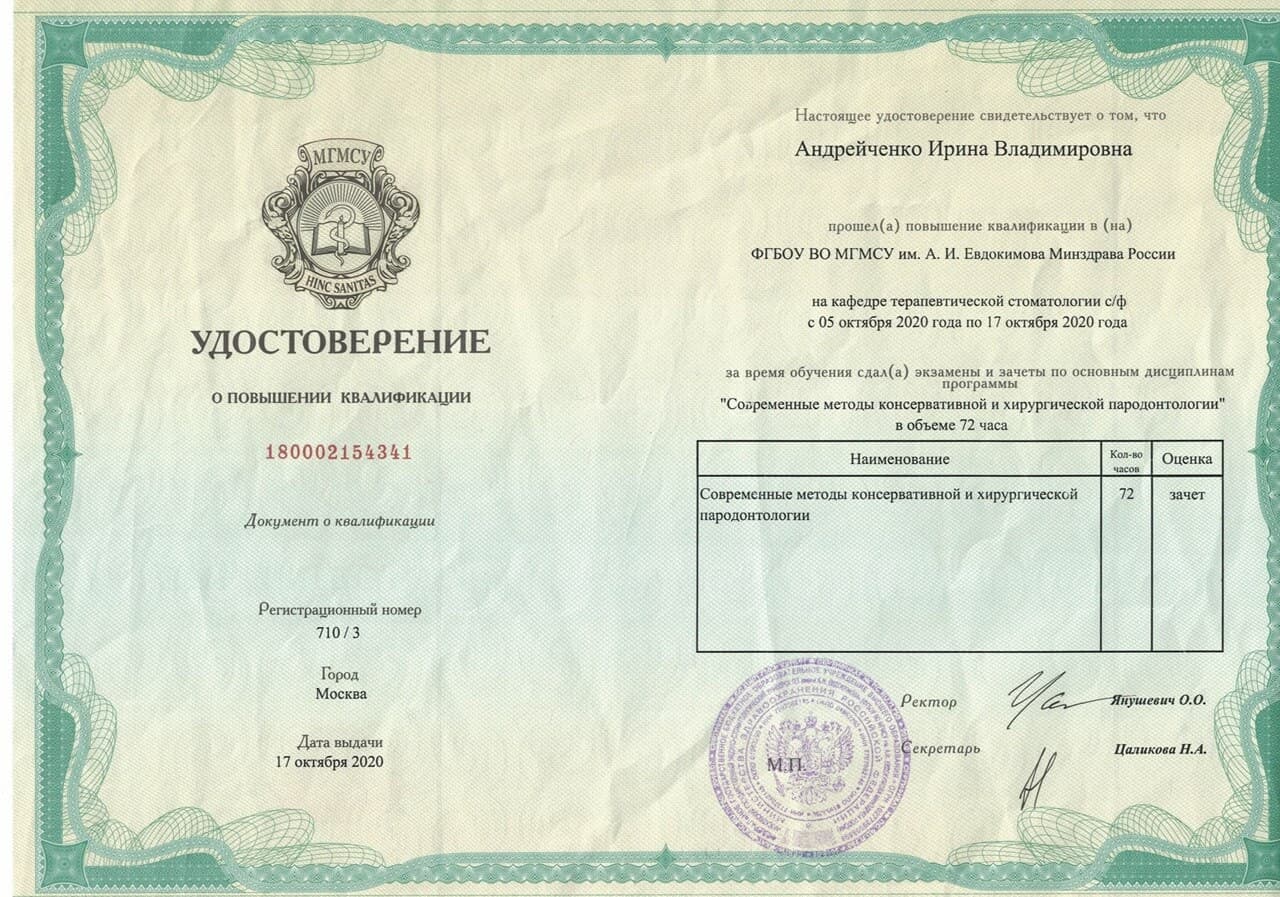 МГМСУ
HINC SANITAS
УДОСТОВЕРЕНИЕ
О ПОВЫШЕНИИ КВАЛИФИКАЦИИ
180002154341
Документ о квалификации
Регистрационный номер
710 / 3
Город
Москва
Дата выдачи
17 октября 2020
Настоящее удостоверение свидетельствует о том, что
Андрейченко Ирина Владимировна
прошел(а) повышение квалификации в (на)
ФГБОУ ВО МГМСУ им. А. И. Евдокимова Минздрава России
на кафедре терапевтической стоматологии с/ф
с 05 октября 2020 года по 17 октября 2020 года
за время обучения сдал(а) экзамены и зачеты по основным дисциплинам
программы
"Современные методы консервативной и хирургической пародонтологии"
в объеме 72 часа
Наименование Кол-во часов Оценка
Современные методы консервативной и хирургической 72 зачет
пародонтологии
Ректор Янушевич О.О.
Секретарь Цаликова Н.А.
М.П.
МИНИСТЕРСТВА ЗДРАВООХРАНЕНИЯ РОССИЙСКОЙ ФЕДЕРАЦИИ